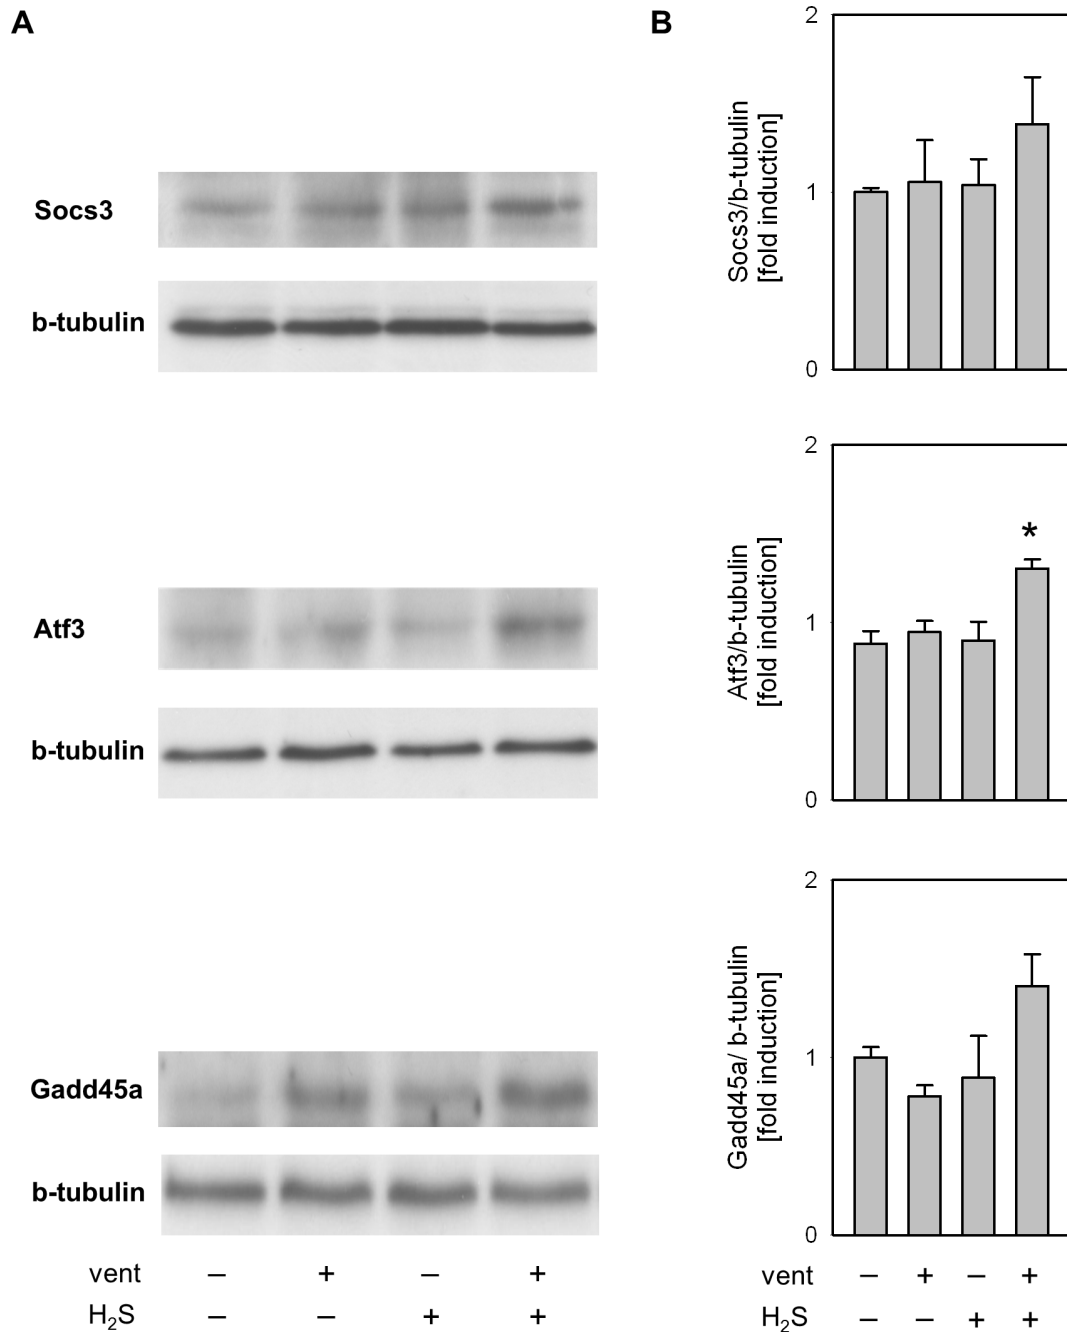 A
B
Socs3
b-tubulin
Atf3
b-tubulin
Gadd45a
b-tubulin
vent – + – +
H₂S – – + +
Socs3/b-tubulin
[fold induction]
2
1
0
Atf3/b-tubulin
[fold induction]
2
*
1
0
Gadd45a/ b-tubulin
[fold induction]
2
1
0
vent – + – +
H₂S – – + +